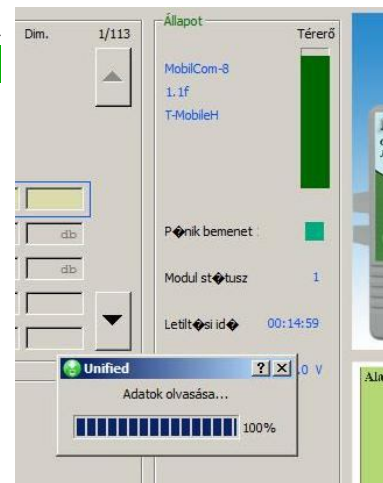 Dim.
1/113
Állapot
Térerő
MobilCom-8
1.1f
T-MobileH
P�nik bemenet :
db
db
Modul st�tusz 1
Letilt�si id� 00:14:59
.0 V
Unified
Adatok olvasása...
100%